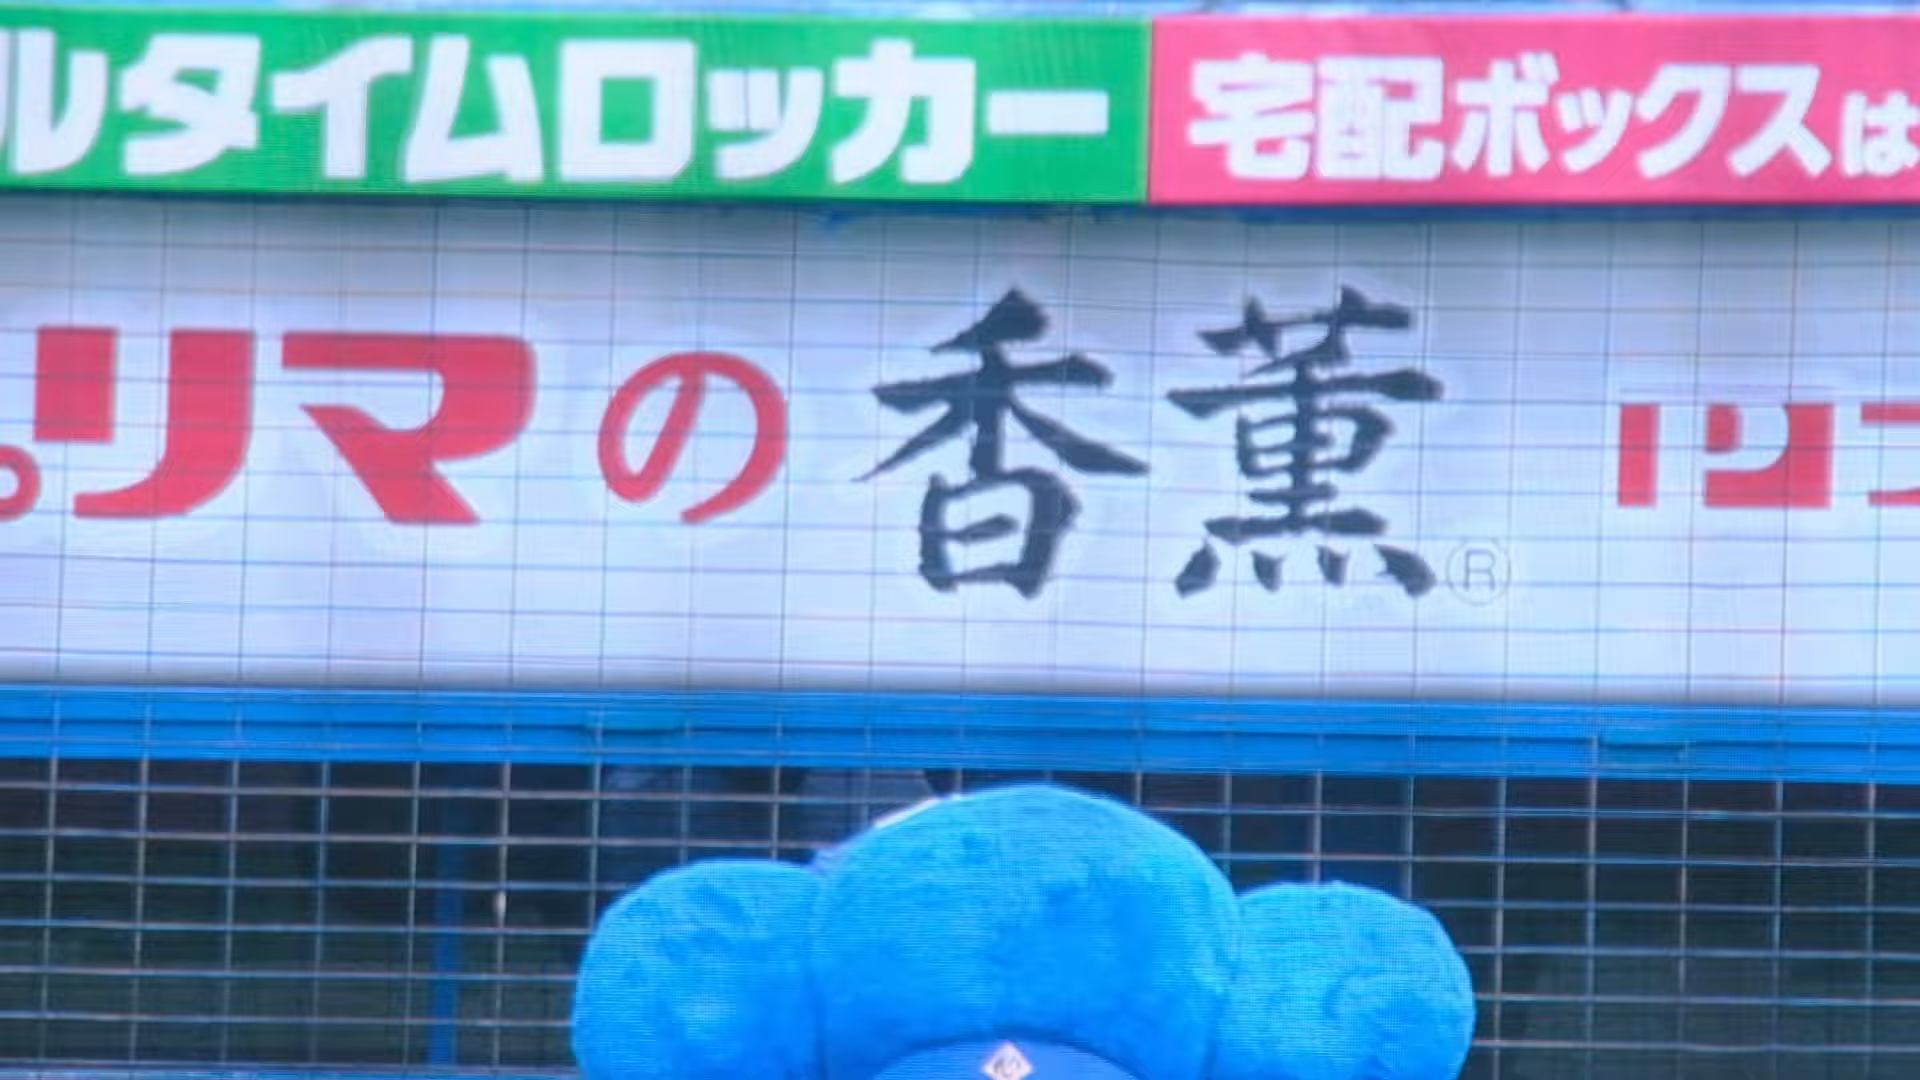 ルタイムロッカー
宅配ボックスは
リマの香薫®